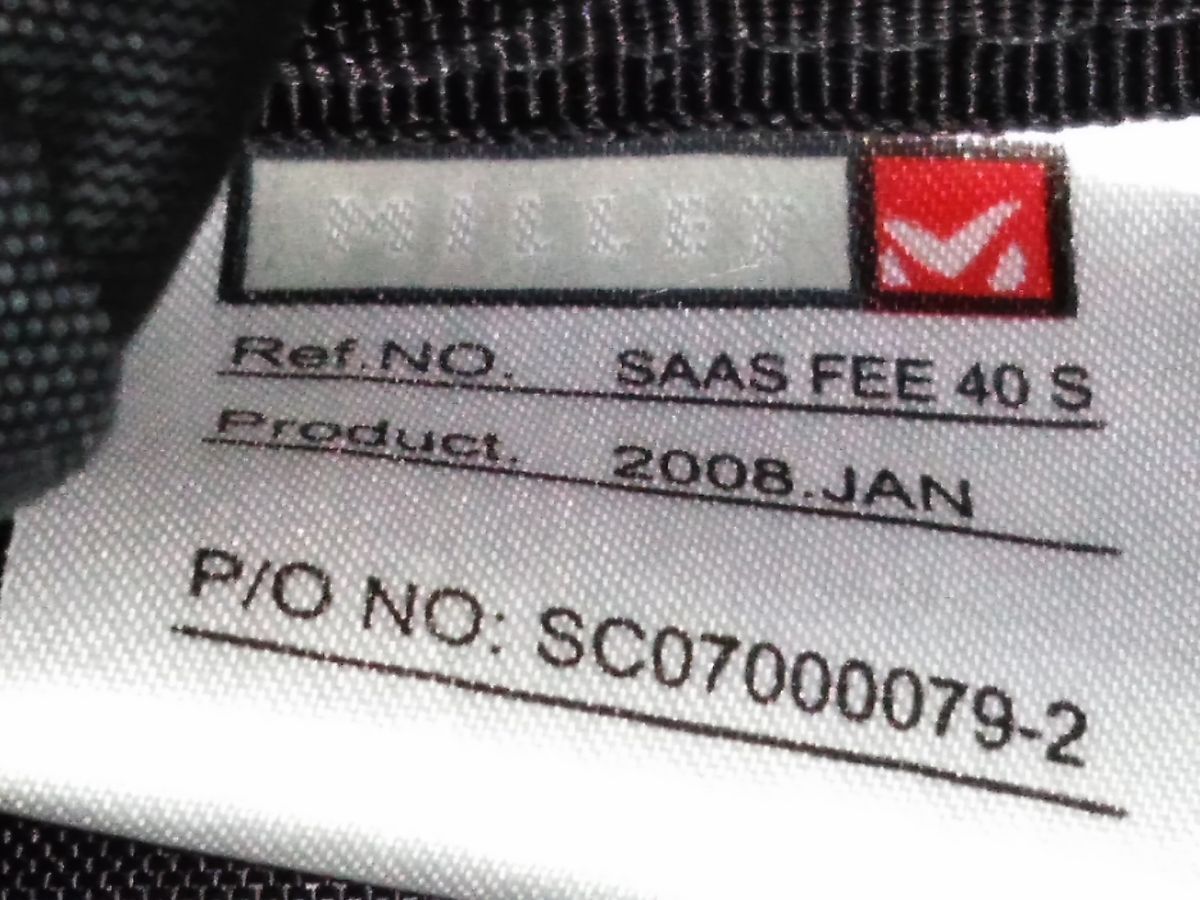 MILLET
Ref.NO. SAAS FEE 40 S
Product. 2008.JAN
P/O NO: SC07000079-2